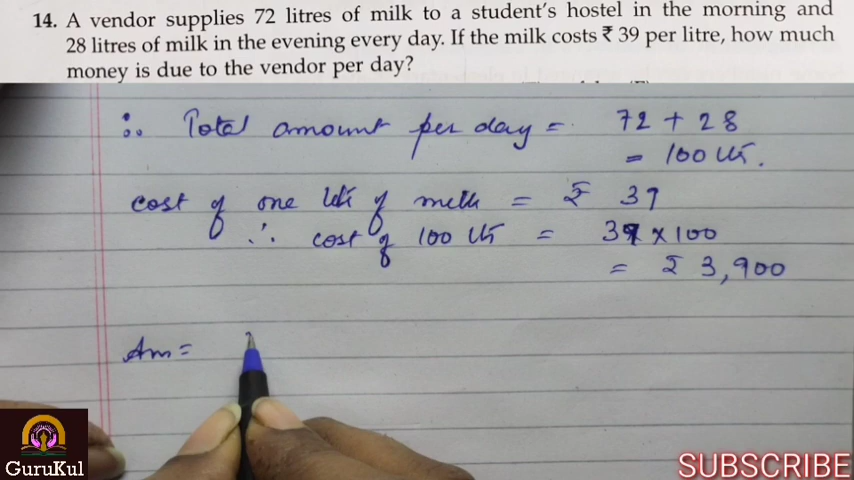 14. A vendor supplies 72 litres of milk to a student's hostel in the morning and
28 litres of milk in the evening every day. If the milk costs ₹ 39 per litre, how much
money is due to the vendor per day?
∴ Total amount per day = 72 + 28
= 100 lit.
cost of one lit of milk = ₹ 39
∴ cost of 100 lit = 39 x 100
= ₹ 3,900
Ans =
GuruKul
SUBSCRIBE